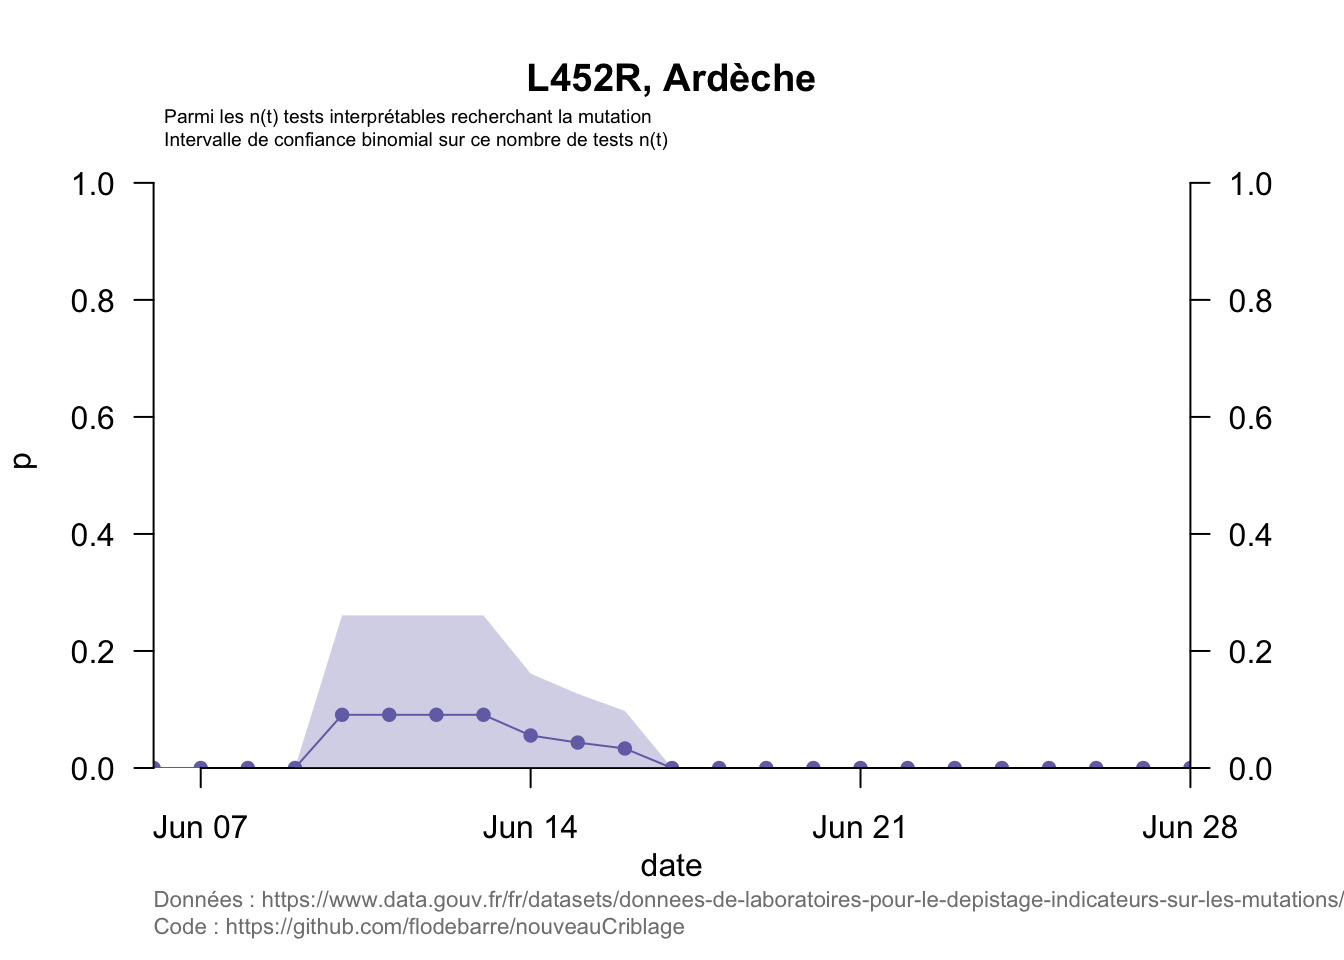 L452R, Ardèche
Parmi les n(t) tests interprétables recherchant la mutation
Intervalle de confiance binomial sur ce nombre de tests n(t)
1.0 1.0
0.8 0.8
0.6 0.6
p
0.4 0.4
0.2 0.2
0.0 0.0
Jun 07 Jun 14 Jun 21 Jun 28
date
Données : https://www.data.gouv.fr/fr/datasets/donnees-de-laboratoires-pour-le-depistage-indicateurs-sur-les-mutations/
Code : https://github.com/flodebarre/nouveauCriblage